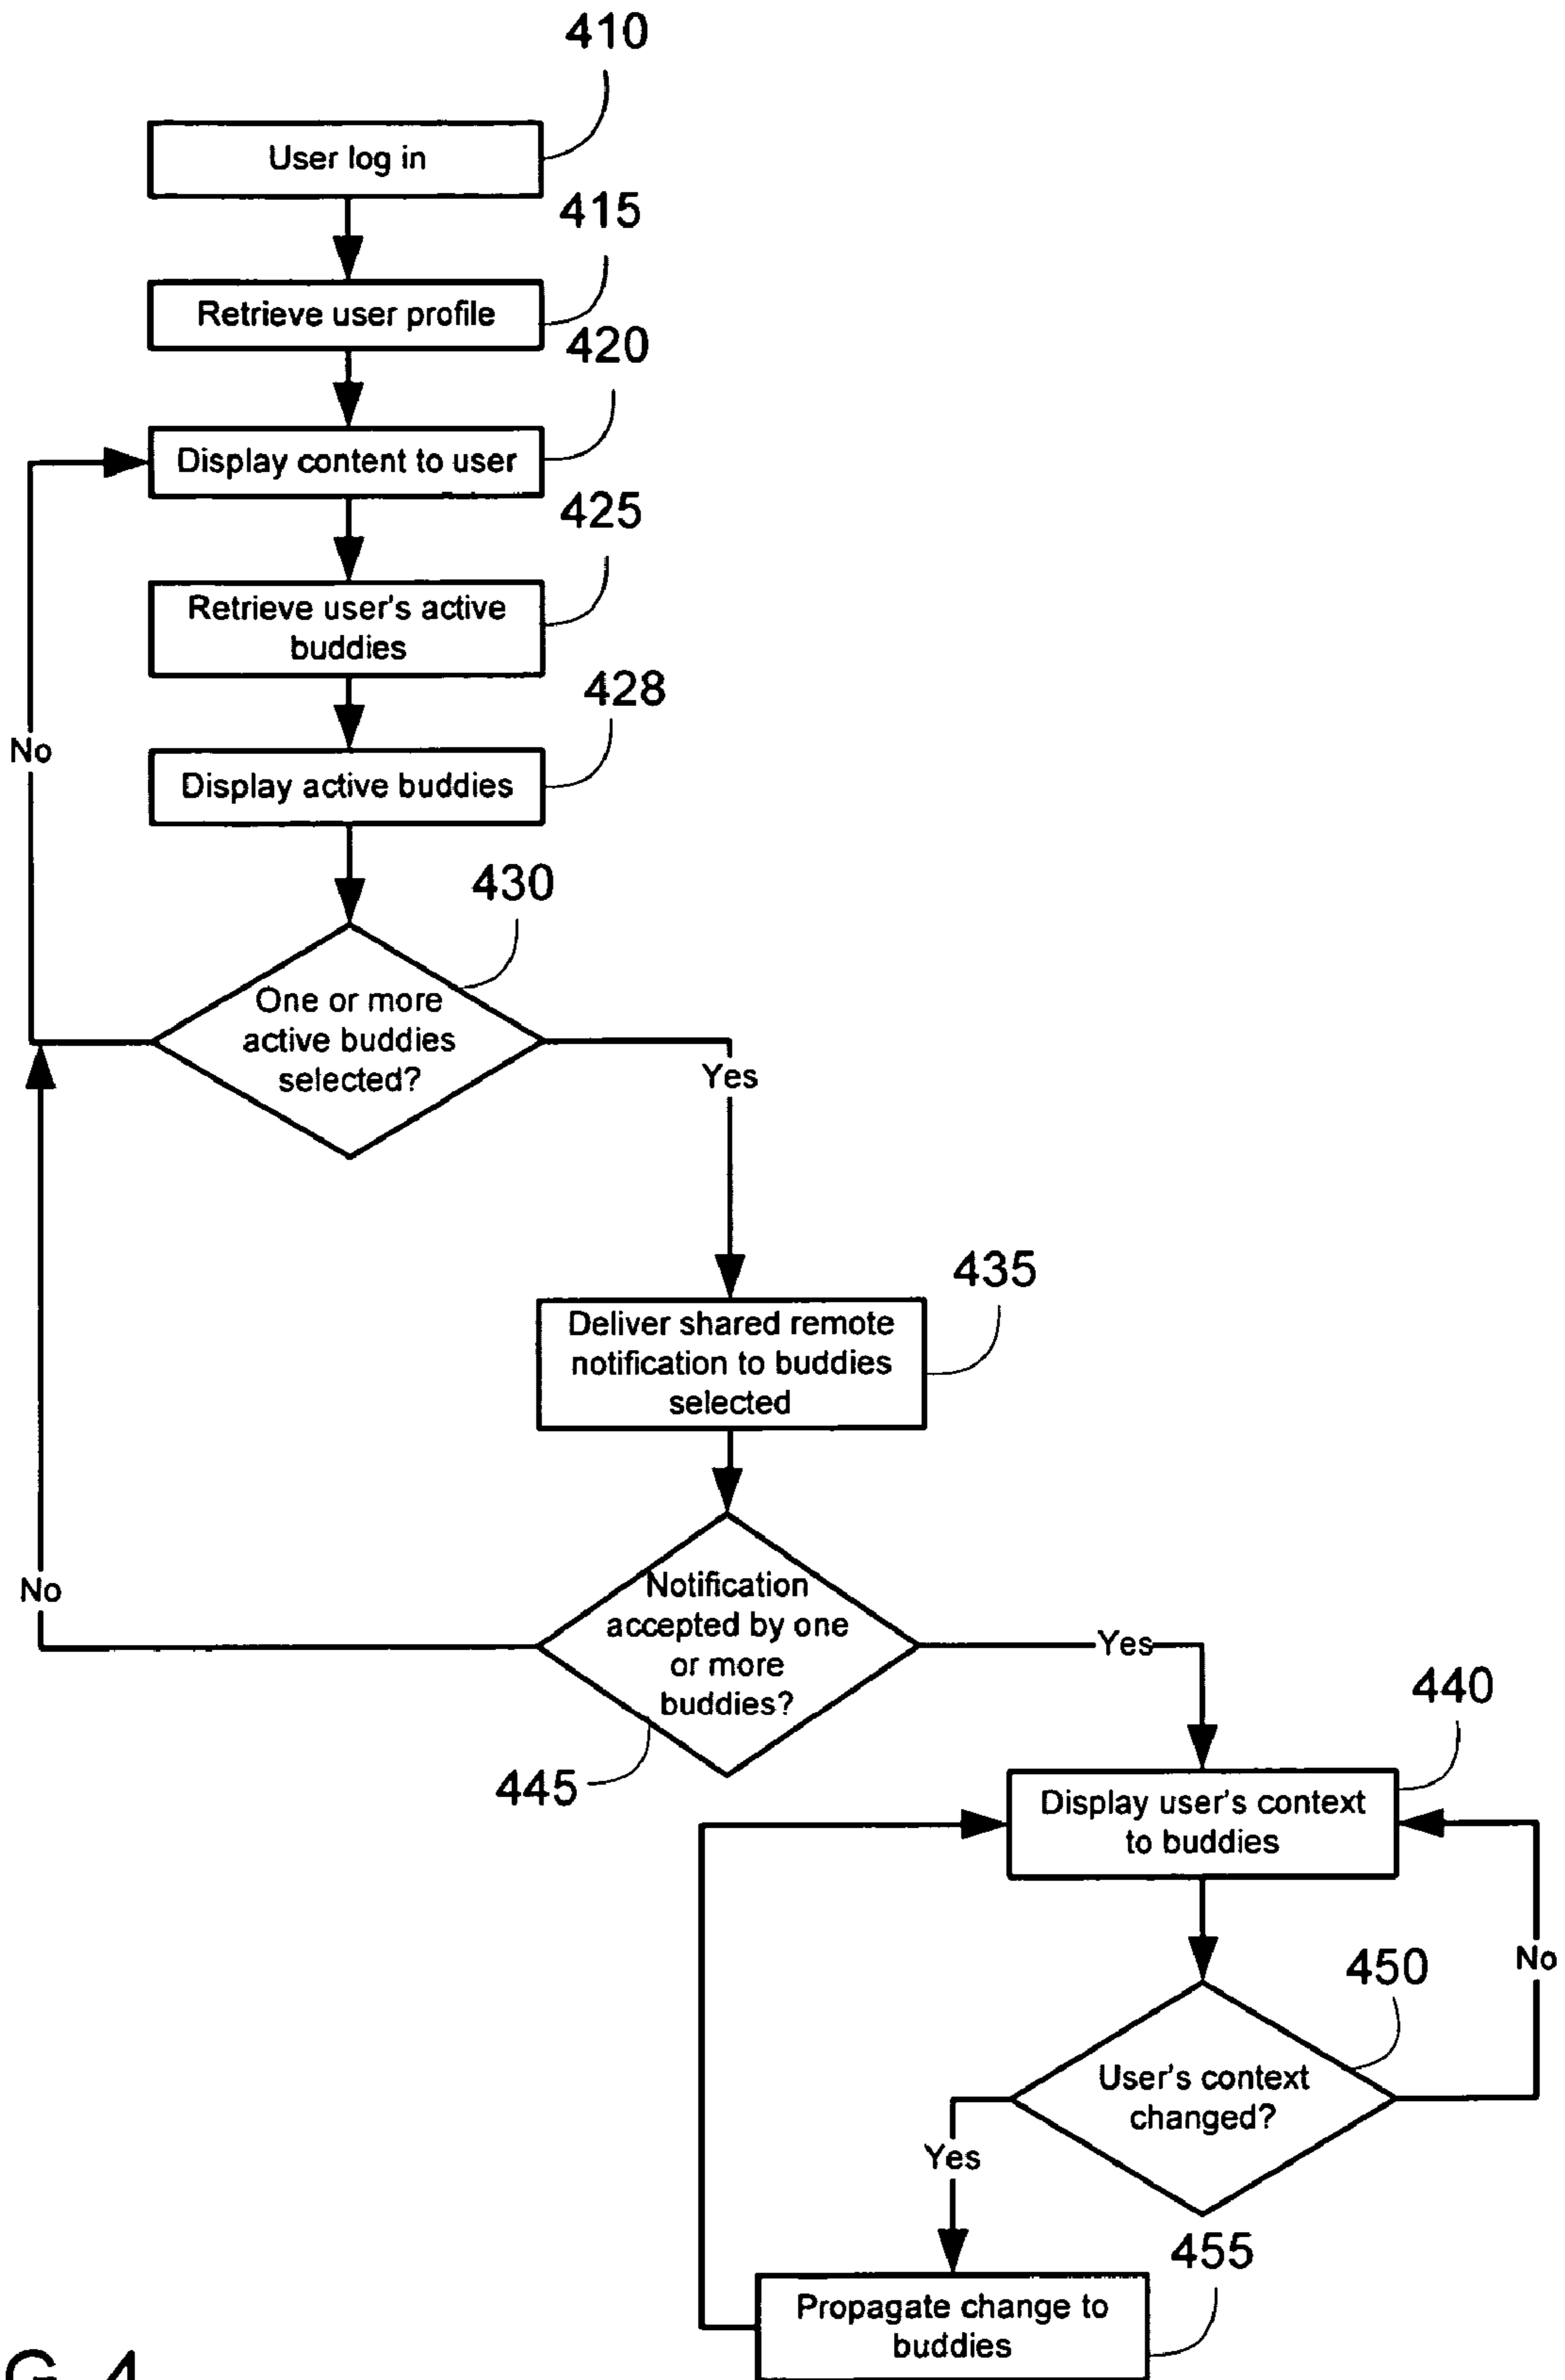 410
User log in
415
Retrieve user profile
420
Display content to user
425
Retrieve user's active
buddies
428
Display active buddies
No
430
One or more
active buddies
selected?
Yes
435
Deliver shared remote
notification to buddies
selected
No
Notification
accepted by one
or more
buddies?
Yes
445
440
Display user's context
to buddies
No
450
User's context
changed?
Yes
455
Propagate change to
buddies
G. 4